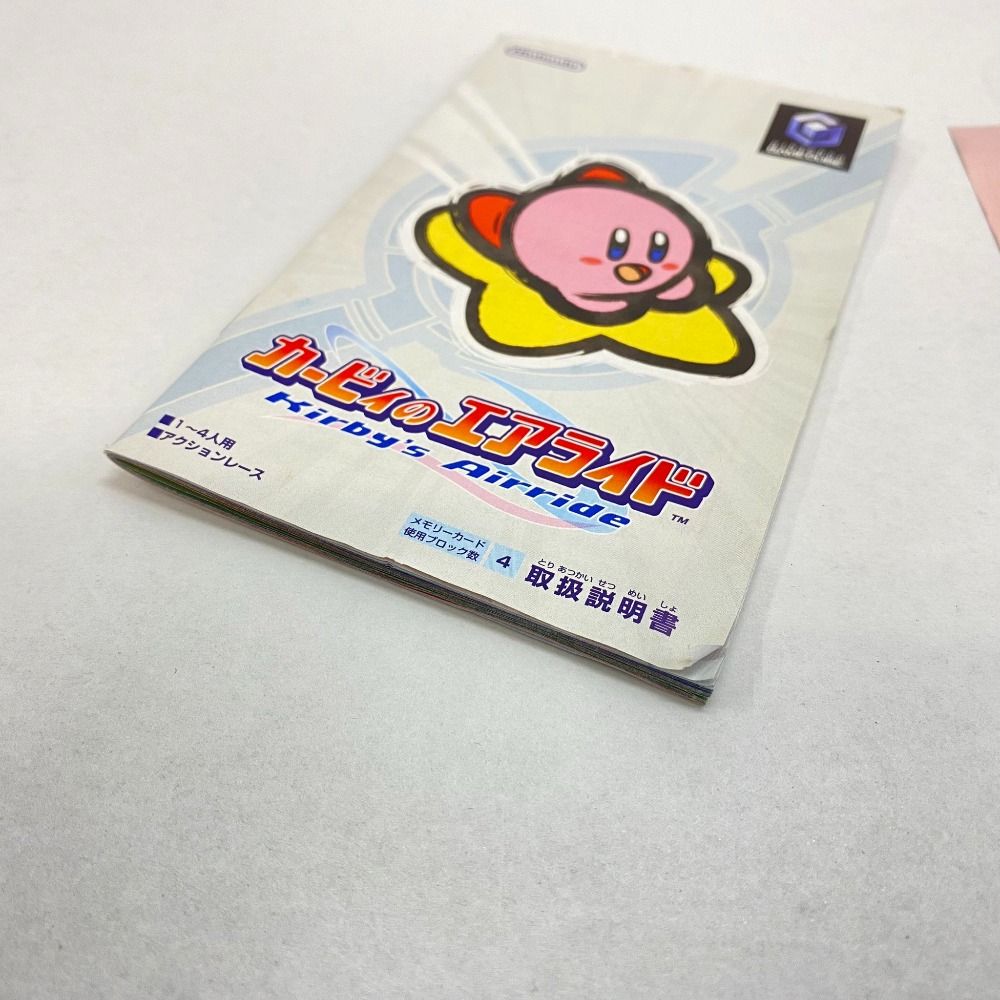 GAMECUBE
カービィのエアライド
Kirby's Airride
TM
■1〜4人用
■アクションレース
メモリーカード
使用ブロック数
4
とりあつかいせつめいしょ
取扱説明書